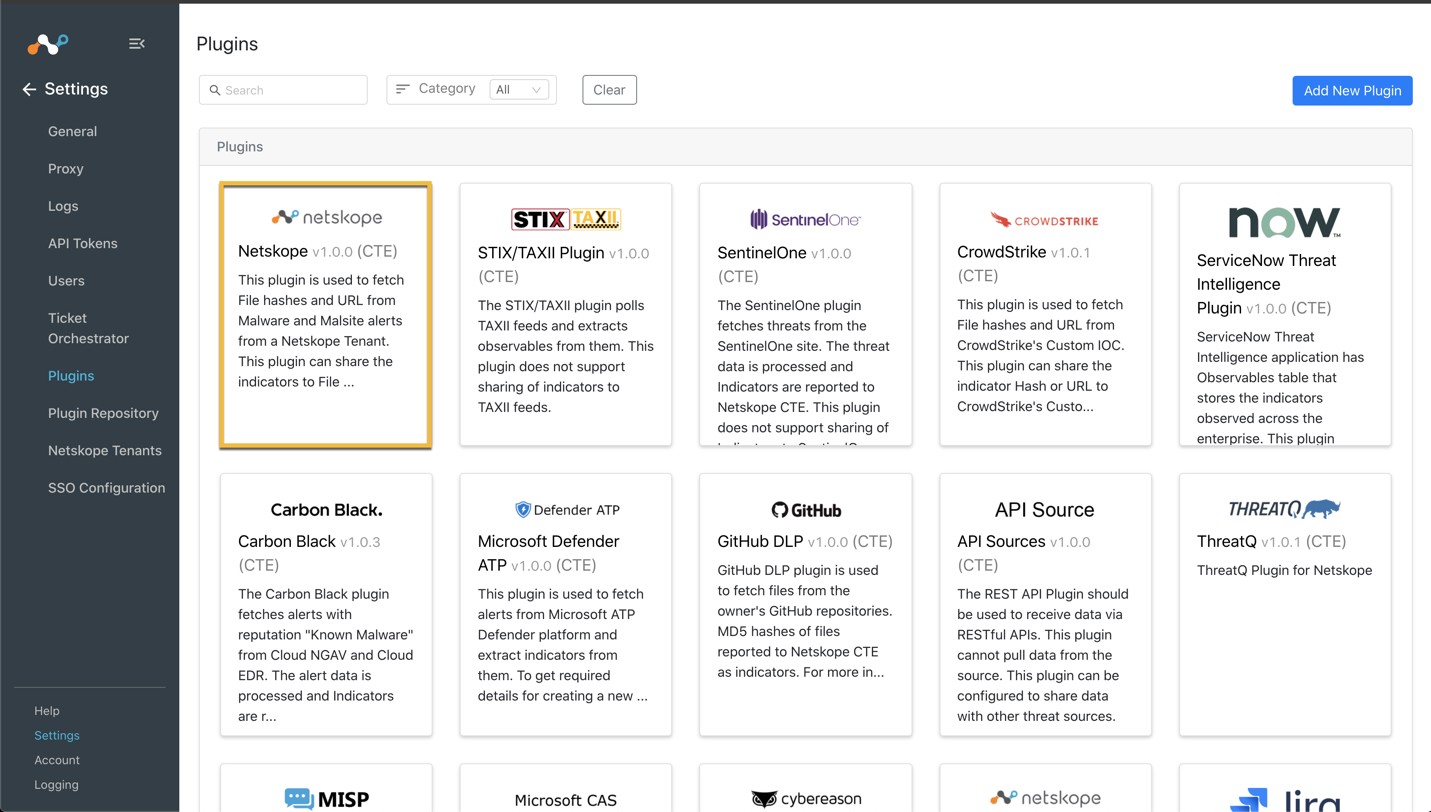 Settings
General
Proxy
Logs
API Tokens
Users
Ticket
Orchestrator
Plugins
Plugin Repository
Netskope Tenants
SSO Configuration
Help
Settings
Account
Logging
Plugins
Search
Category
All
Clear
Add New Plugin
Plugins
netskope
Netskope v1.0.0 (CTE)
This plugin is used to fetch
File hashes and URL from
Malware and Malsite alerts
from a Netskope Tenant.
This plugin can share the
indicators to File ...
STIX TAXII
STIX/TAXII Plugin v1.0.0
(CTE)
The STIX/TAXII plugin polls
TAXII feeds and extracts
observables from them. This
plugin does not support
sharing of indicators to
TAXII feeds.
SentinelOne
SentinelOne v1.0.0
(CTE)
The SentinelOne plugin
fetches threats from the
SentinelOne site. The threat
data is processed and
Indicators are reported to
Netskope CTE. This plugin
does not support sharing of
CROWDSTRIKE
CrowdStrike v1.0.1
(CTE)
This plugin is used to fetch
File hashes and URL from
CrowdStrike's Custom IOC.
This plugin can share the
indicator Hash or URL to
CrowdStrike's Custo...
now™
ServiceNow Threat
Intelligence
Plugin v1.0.0 (CTE)
ServiceNow Threat
Intelligence application has
Observables table that
stores the indicators
observed across the
enterprise. This plugin
Carbon Black.
Carbon Black v1.0.3
(CTE)
The Carbon Black plugin
fetches alerts with
reputation "Known Malware"
from Cloud NGAV and Cloud
EDR. The alert data is
processed and Indicators
are r...
Defender ATP
Microsoft Defender
ATP v1.0.0 (CTE)
This plugin is used to fetch
alerts from Microsoft ATP
Defender platform and
extract indicators from
them. To get required
details for creating a new ...
GitHub
GitHub DLP v1.0.0 (CTE)
GitHub DLP plugin is used
to fetch files from the
owner's GitHub repositories.
MD5 hashes of files
reported to Netskope CTE
as indicators. For more in...
API Source
API Sources v1.0.0
(CTE)
The REST API Plugin should
be used to receive data via
RESTful APIs. This plugin
cannot pull data from the
source. This plugin can be
configured to share data
with other threat sources.
THREATQ
ThreatQ v1.0.1 (CTE)
ThreatQ Plugin for Netskope
MISP
Microsoft CAS
cybereason
netskope
Jira